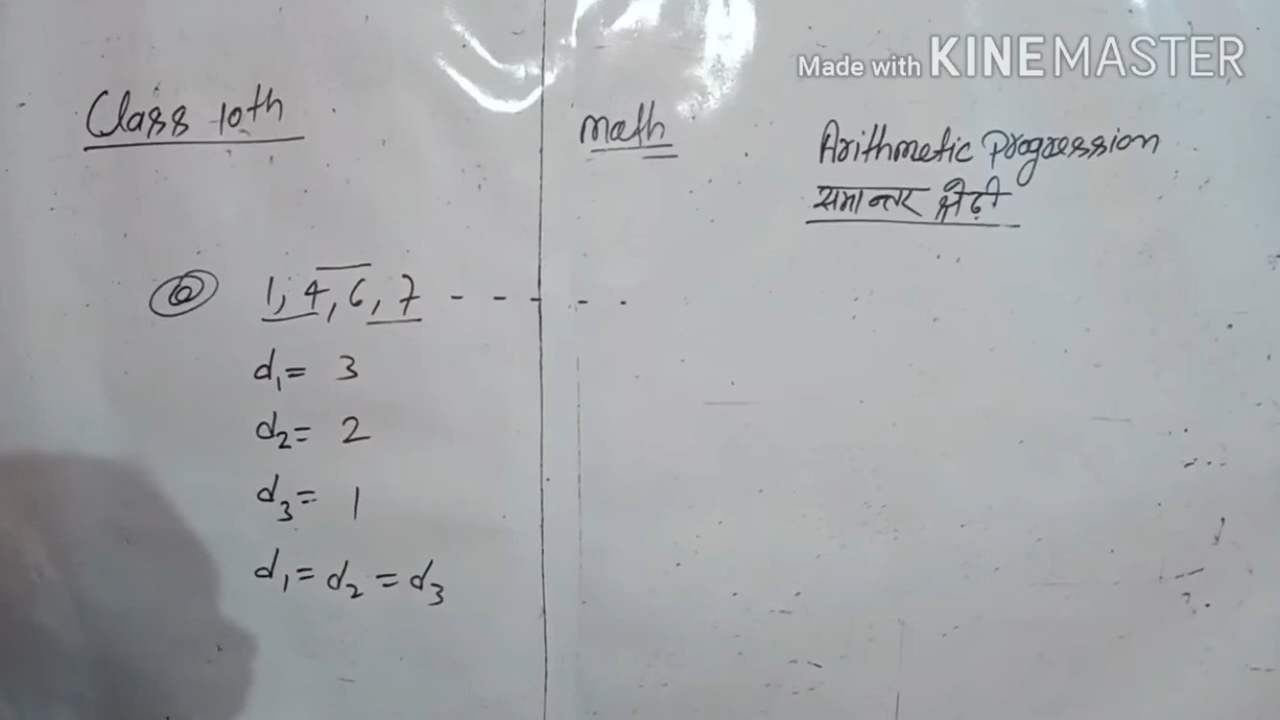 Made with KINEMASTER
Class 10th math Arithmetic Progression
समान्तर श्रेढ़ी
@ 1, 4, 6, 7 - - - - .
d₁= 3
d₂= 2
d₃= 1
d₁= d₂ = d₃